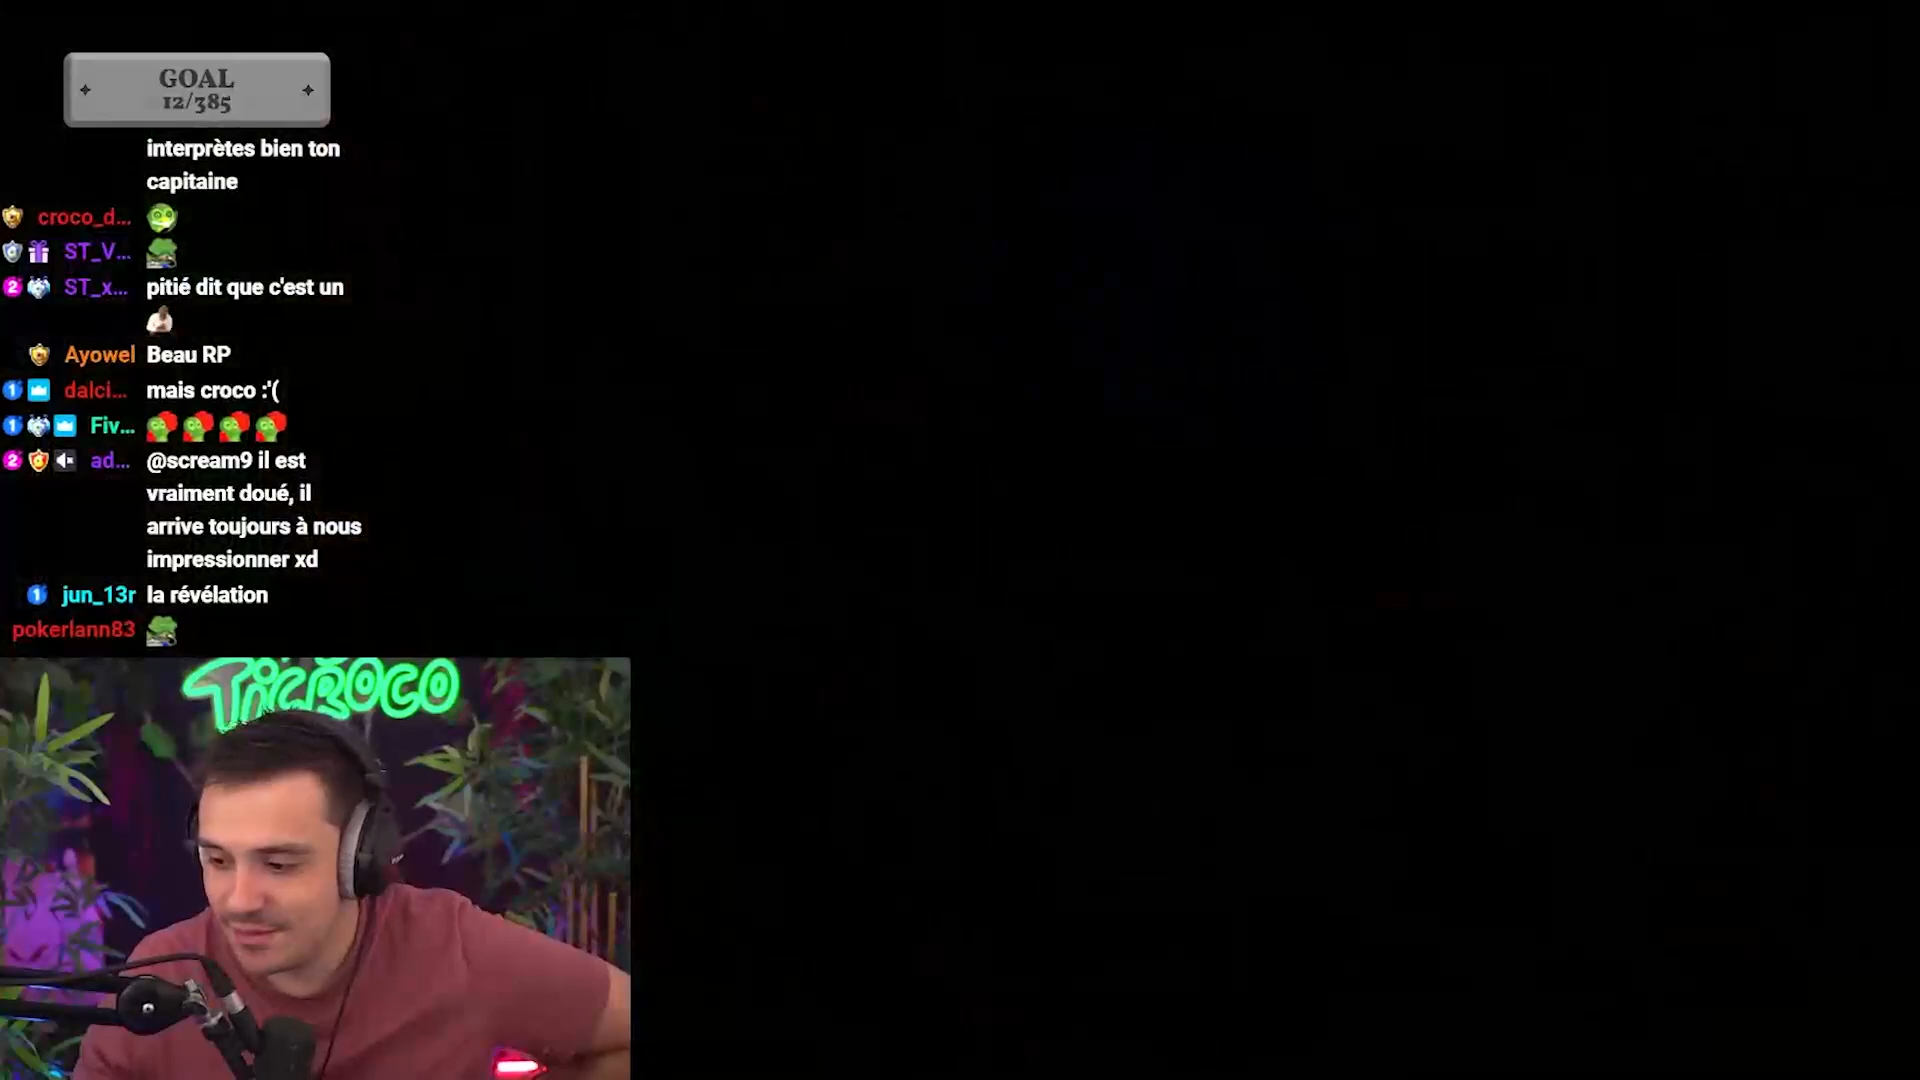 GOAL
12/385
interprètes bien ton
capitaine
croco_d...
ST_V...
ST_x... pitié dit que c'est un
Ayowel Beau RP
dalci... mais croco :'(
Fiv...
ad... @scream9 il est
vraiment doué, il
arrive toujours à nous
impressionner xd
jun_13r la révélation
pokerlann83
TiCROCO